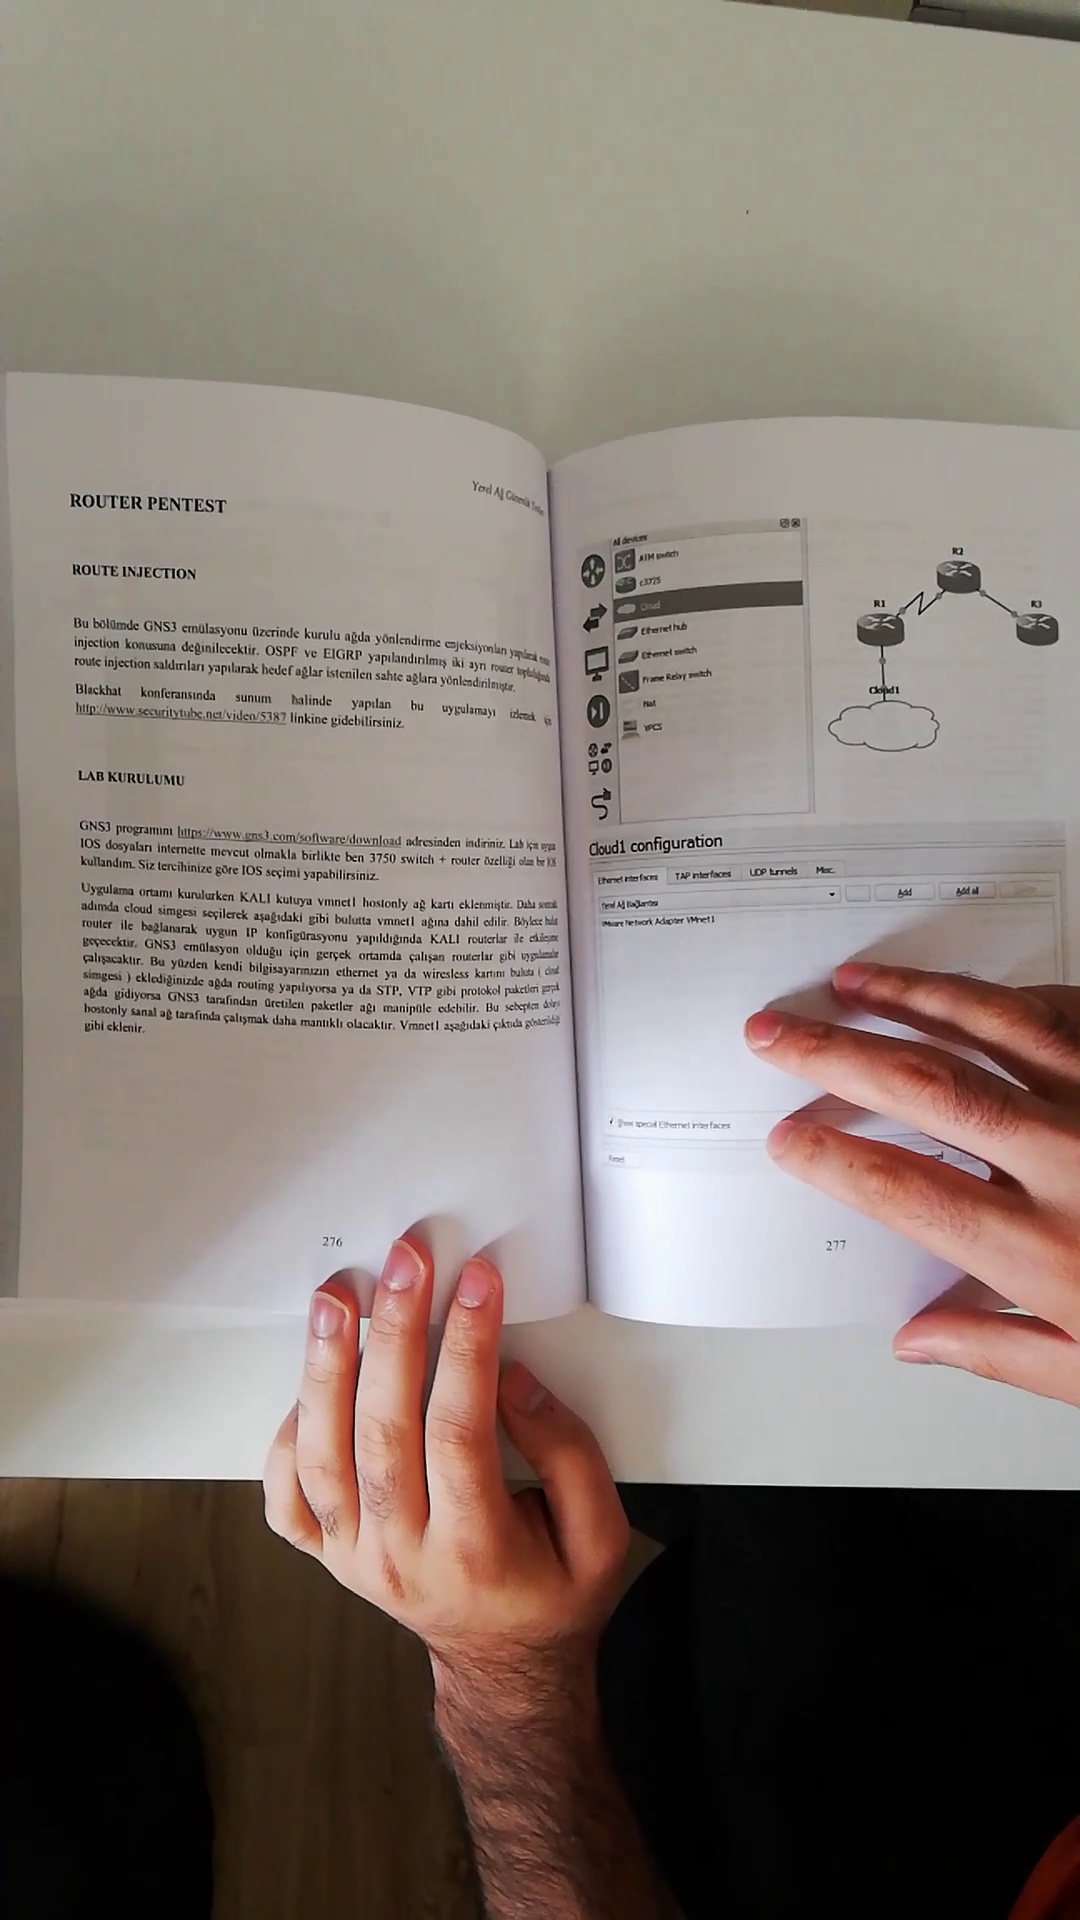 Yerel Ağ Güvenlik
ROUTER PENTEST
ROUTE INJECTION
Bu bölümde GNS3 emülasyonu üzerinde kurulu ağda yönlendirme enjeksiyonları yapılarak route
injection konusuna değinilecektir. OSPF ve EIGRP yapılandırılmış iki ayrı router topluluğunda
route injection saldırıları yapılarak hedef ağlar istenilen sahte ağlara yönlendirilmiştir.
Blackhat konferansında sunum halinde yapılan bu uygulamayı izlemek için
http://www.securitytube.net/video/5387 linkine gidebilirsiniz.
LAB KURULUMU
GNS3 programını https://www.gns3.com/software/download adresinden indiriniz. Lab için uygun
IOS dosyaları internette mevcut olmakla birlikte ben 3750 switch + router özelliği olan bir IOS
kullandım. Siz tercihinize göre IOS seçimi yapabilirsiniz.
Uygulama ortamı kurulurken KALI kutuya vmnet1 hostonly ağ kartı eklenmiştir. Daha sonraki
adımda cloud simgesi seçilerek aşağıdaki gibi bulutta vmnet1 ağına dahil edilir. Böylece bulut
router ile bağlanarak uygun IP konfigürasyonu yapıldığında KALI routerlar ile etkileşime
geçecektir. GNS3 emülasyon olduğu için gerçek ortamda çalışan routerlar gibi uygulamalar
çalışacaktır. Bu yüzden kendi bilgisayarınızın ethernet ya da wiresless kartını buluta ( cloud
simgesi ) eklediğinizde ağda routing yapılıyorsa ya da STP, VTP gibi protokol paketleri gerçek
ağda gidiyorsa GNS3 tarafından üretilen paketler ağı manipüle edebilir. Bu sebepten dolayı
hostonly sanal ağ tarafında çalışmak daha mantıklı olacaktır. Vmnet1 aşağıdaki çıktıda gösterildiği
gibi eklenir.
276
All devices
ATM switch
c3725
Cloud
Ethernet hub
Ethernet switch
Frame Relay switch
Nat
VPCS
R2
R1
R3
Cloud1
Cloud1 configuration
Ethernet interfaces TAP interfaces UDP tunnels Misc.
Yerel Ağ Bağlantısı Add Add all
VMware Network Adapter VMnet1
Show special Ethernet interfaces
Reset
277